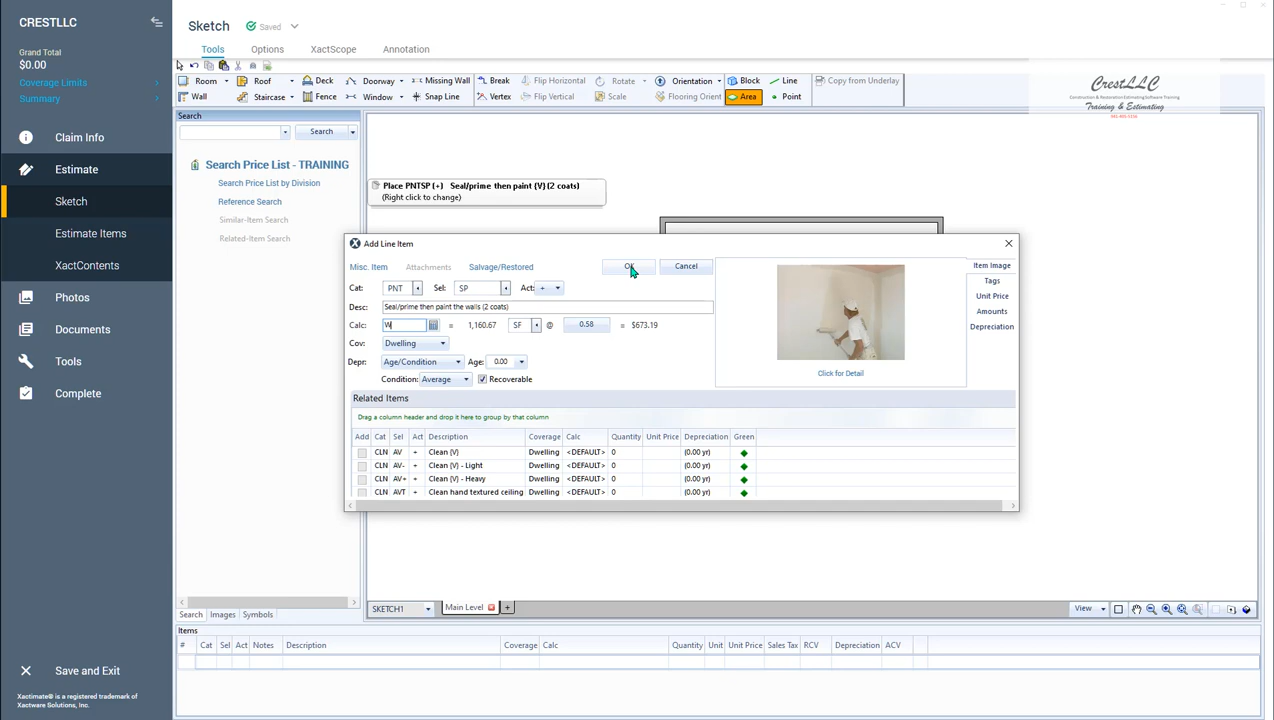 CRESTLLC
Grand Total
$0.00
Coverage Limits >
Summary >
Claim Info
Estimate
Sketch
Estimate Items
XactContents
Photos
Documents
Tools
Complete
Save and Exit
Xactimate® is a registered trademark of
Xactware Solutions, Inc.
Sketch Saved
Tools Options XactScope Annotation
Room Roof Deck Doorway Missing Wall Break Flip Horizontal Rotate Orientation Block Line Copy from Underlay
Wall Staircase Fence Window Snap Line Vertex Flip Vertical Scale Flooring Orient Area Point
CrestLLC
Construction & Restoration Estimating Software Training
Training & Estimating
Search
Search
Search Price List - TRAINING
Search Price List by Division
Reference Search
Similar-Item Search
Related-Item Search
Place PNTSP (+) Seal/prime then paint {V} (2 coats)
(Right click to change)
Add Line Item
Misc. Item Attachments Salvage/Restored OK Cancel
Cat: PNT Sel: SP Act: +
Desc: Seal/prime then paint the walls (2 coats)
Calc: W = 1,160.67 SF @ 0.58 = $673.19
Cov: Dwelling
Depr: Age/Condition Age: 0.00
Condition: Average Recoverable
Click for Detail
Item Image
Tags
Unit Price
Amounts
Depreciation
Related Items
Drag a column header and drop it here to group by that column
Add Cat Sel Act Description Coverage Calc Quantity Unit Price Depreciation Green
CLN AV + Clean {V} Dwelling <DEFAULT> 0 (0.00 yr)
CLN AV- + Clean {V} - Light Dwelling <DEFAULT> 0 (0.00 yr)
CLN AV+ + Clean {V} - Heavy Dwelling <DEFAULT> 0 (0.00 yr)
CLN AVT + Clean hand textured ceiling Dwelling <DEFAULT> 0 (0.00 yr)
Search Images Symbols
SKETCH1 Main Level + View
Items
# Cat Sel Act Notes Description Coverage Calc Quantity Unit Unit Price Sales Tax RCV Depreciation ACV